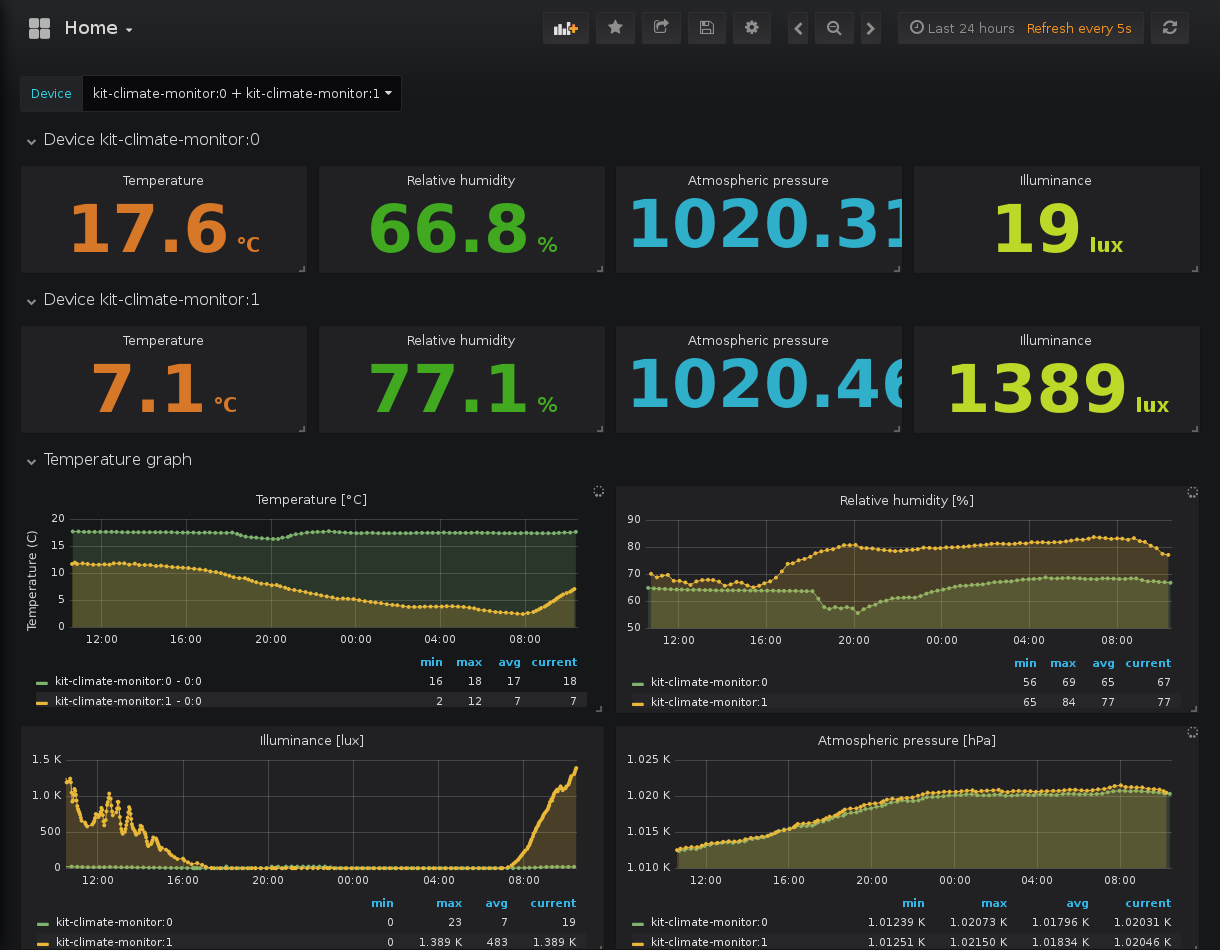 Home
Last 24 hours Refresh every 5s
Device kit-climate-monitor:0 + kit-climate-monitor:1
Device kit-climate-monitor:0
Temperature Relative humidity Atmospheric pressure Illuminance
17.6 °C 66.8 % 1020.31 19 lux
Device kit-climate-monitor:1
Temperature Relative humidity Atmospheric pressure Illuminance
7.1 °C 77.1 % 1020.46 1389 lux
Temperature graph
Temperature [°C]
Temperature (C)
20
15
10
5
0
12:00 16:00 20:00 00:00 04:00 08:00
min max avg current
kit-climate-monitor:0 - 0:0 16 18 17 18
kit-climate-monitor:1 - 0:0 2 12 7 7
Relative humidity [%]
90
80
70
60
50
12:00 16:00 20:00 00:00 04:00 08:00
min max avg current
kit-climate-monitor:0 56 69 65 67
kit-climate-monitor:1 65 84 77 77
Illuminance [lux]
1.5 K
1.0 K
500
0
12:00 16:00 20:00 00:00 04:00 08:00
min max avg current
kit-climate-monitor:0 0 23 7 19
kit-climate-monitor:1 0 1.389 K 483 1.389 K
Atmospheric pressure [hPa]
1.025 K
1.020 K
1.015 K
1.010 K
12:00 16:00 20:00 00:00 04:00 08:00
min max avg current
kit-climate-monitor:0 1.01239 K 1.02073 K 1.01796 K 1.02031 K
kit-climate-monitor:1 1.01251 K 1.02150 K 1.01834 K 1.02046 K